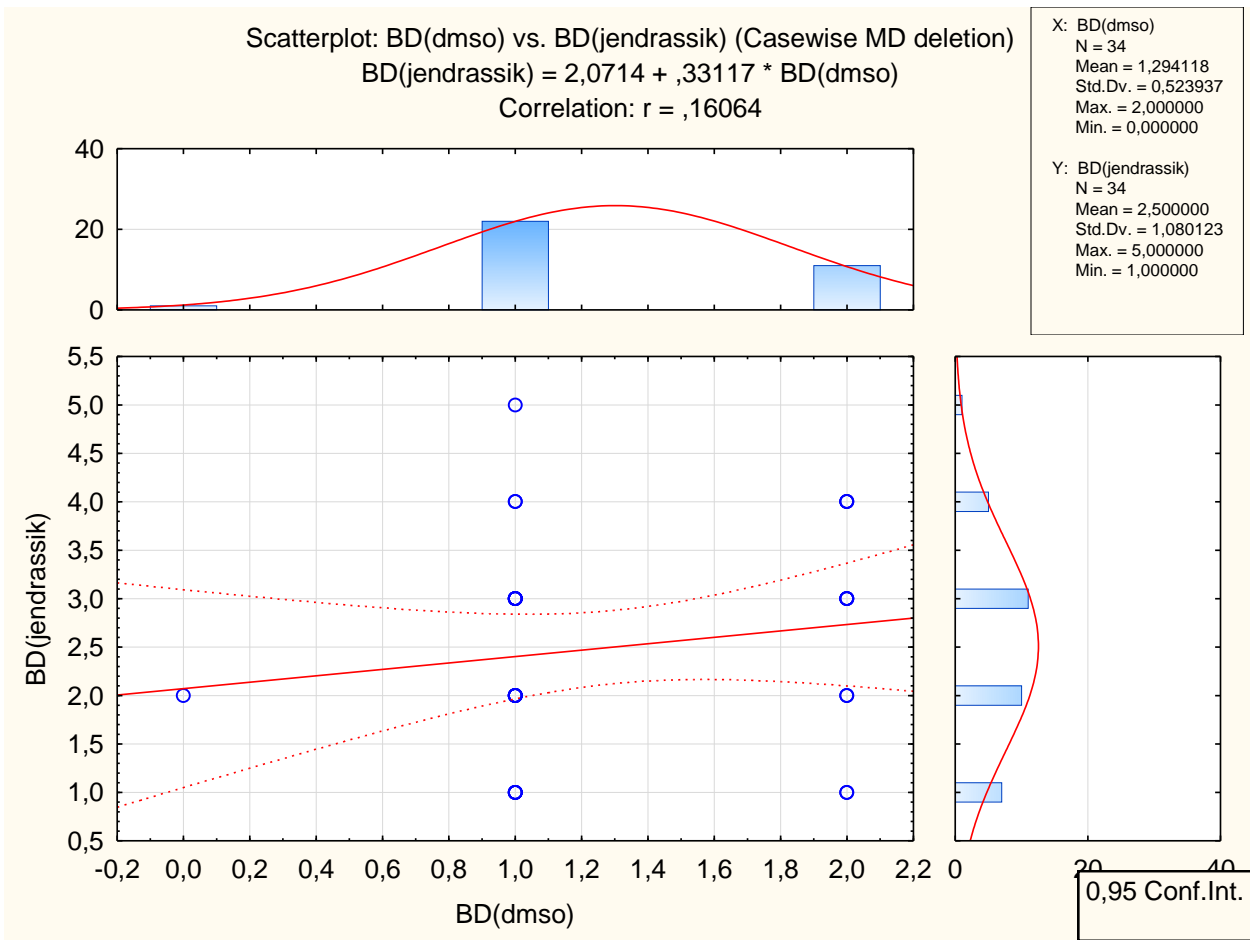 Scatterplot: BD(dmso) vs. BD(jendrassik) (Casewise MD deletion)
BD(jendrassik) = 2,0714 + ,33117 * BD(dmso)
Correlation: r = ,16064
X: BD(dmso)
N = 34
Mean = 1,294118
Std.Dv. = 0,523937
Max. = 2,000000
Min. = 0,000000
Y: BD(jendrassik)
N = 34
Mean = 2,500000
Std.Dv. = 1,080123
Max. = 5,000000
Min. = 1,000000
40
20
0
5,5
5,0
4,5
4,0
3,5
3,0
2,5
2,0
1,5
1,0
0,5
BD(jendrassik)
-0,2 0,0 0,2 0,4 0,6 0,8 1,0 1,2 1,4 1,6 1,8 2,0 2,2
BD(dmso)
0 20 40
0,95 Conf.Int.